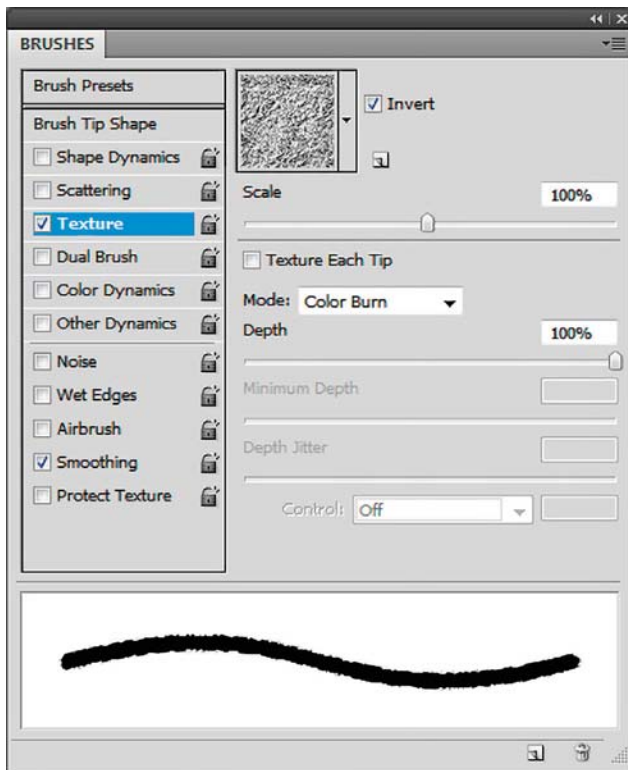 BRUSHES
Brush Presets
Brush Tip Shape
Shape Dynamics
Scattering
Texture
Dual Brush
Color Dynamics
Other Dynamics
Noise
Wet Edges
Airbrush
Smoothing
Protect Texture
Invert
Scale 100%
Texture Each Tip
Mode: Color Burn
Depth 100%
Minimum Depth
Depth Jitter
Control: Off